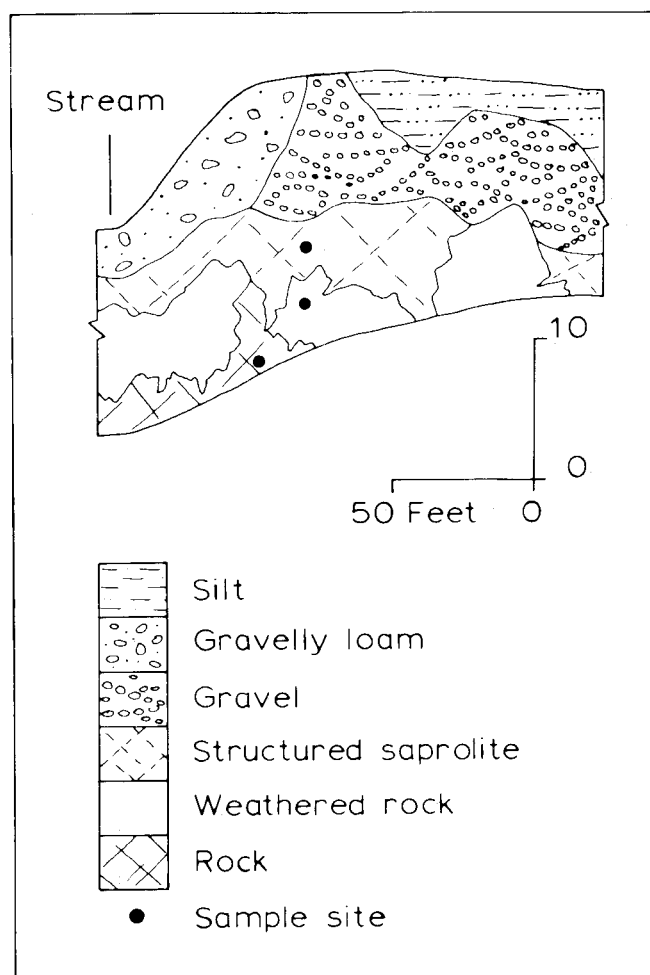 Stream
10
0
50 Feet 0
Silt
Gravelly loam
Gravel
Structured saprolite
Weathered rock
Rock
Sample site